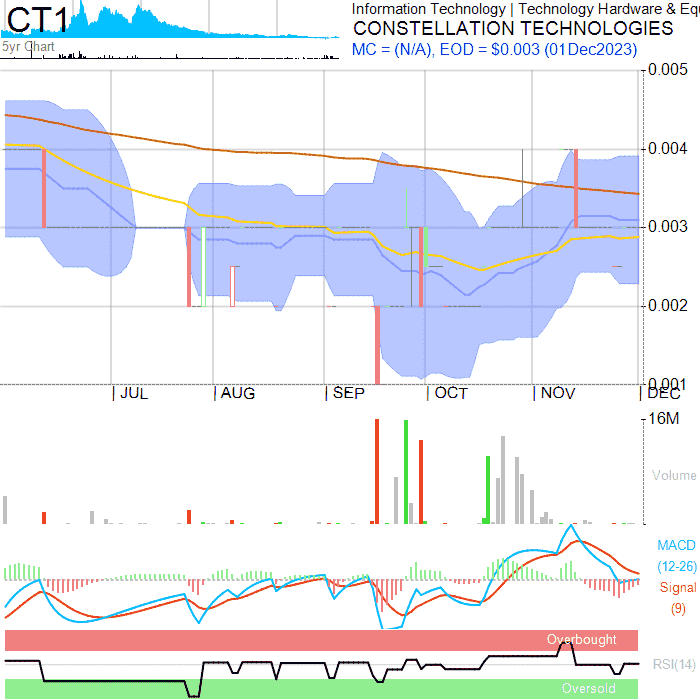 CT1
5yr Chart
Information Technology | Technology Hardware & Equ
CONSTELLATION TECHNOLOGIES
MC = (N/A), EOD = $0.003 (01Dec2023)
0.005
0.004
0.003
0.002
0.001
JUL
AUG
SEP
OCT
NOV
DEC
16M
Volume
MACD
(12-26)
Signal
(9)
Overbought
RSI(14)
Oversold